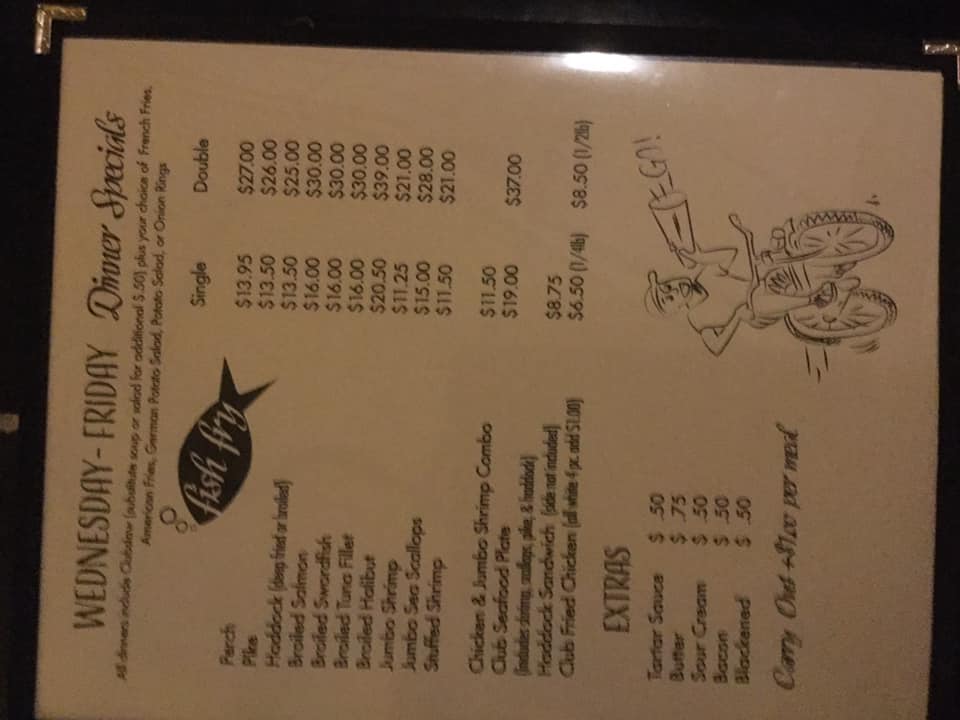 WEDNESDAY - FRIDAY Dinner Specials
All dinners include Clubslaw (substitute soup or salad for additional $.50) plus your choice of French Fries,
American Fries, German Potato Salad, Potato Salad, or Onion Rings
fish fry
Single Double
Perch $13.95 $27.00
Pike $13.50 $26.00
Haddock (deep fried or broiled) $13.50 $25.00
Broiled Salmon $16.00 $30.00
Broiled Swordfish $16.00 $30.00
Broiled Tuna Fillet $16.00 $30.00
Broiled Halibut $20.50 $39.00
Jumbo Shrimp $11.25 $21.00
Jumbo Sea Scallops $15.00 $28.00
Stuffed Shrimp $11.50 $21.00
Chicken & Jumbo Shrimp Combo $11.50
Club Seafood Plate $19.00 $37.00
(includes shrimp, scallops, pike, & haddock)
Haddock Sandwich (side not included) $8.75
Club Fried Chicken (all white 4 pc. add $1.00) $6.50 (1/4lb) $8.50 (1/2lb)
EXTRAS
Tartar Sauce $ .50
Butter $ .75
Sour Cream $ .50
Bacon $ .50
Blackened $ .50
Carry Out +$1.00 per meal
GO!